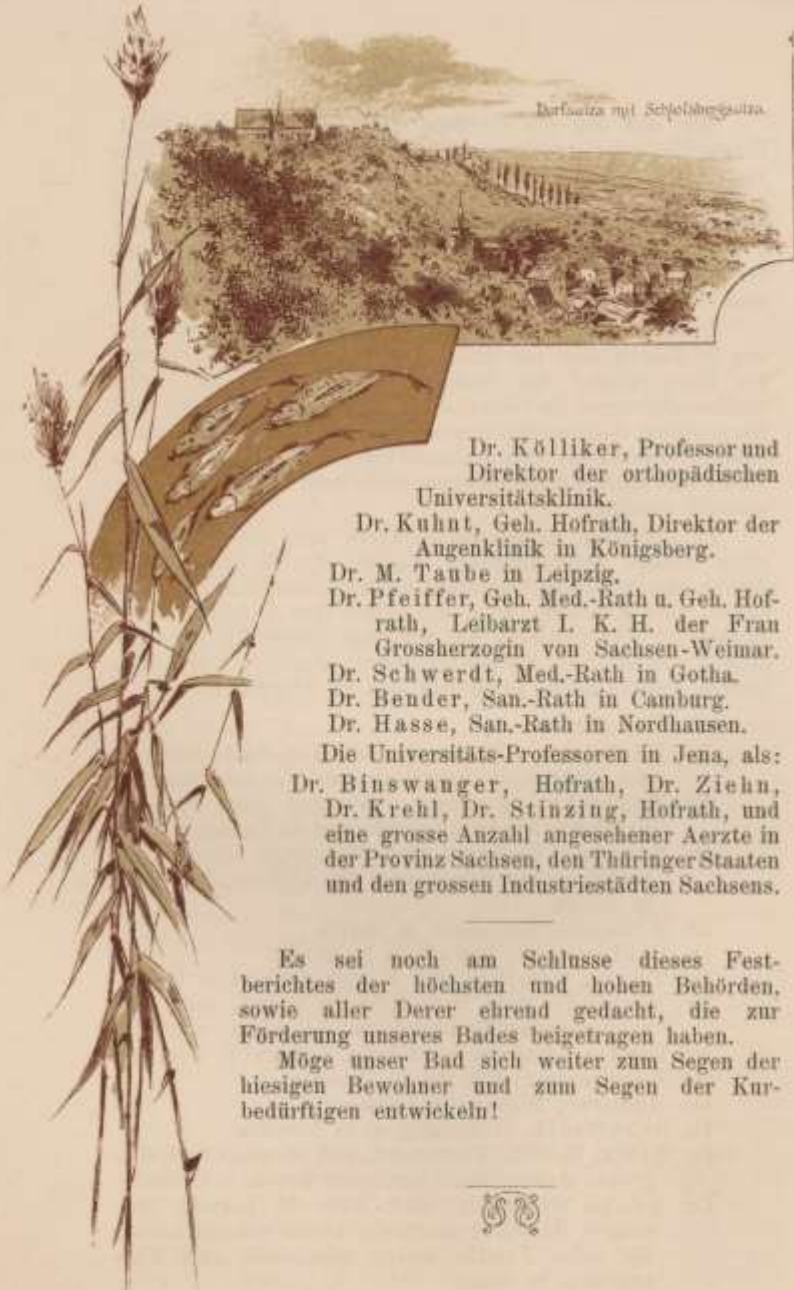 Dorfsulza mit Schloßbergsulza.
Dr. Kölliker, Professor und
Direktor der orthopädischen
Universitätsklinik.
Dr. Kuhnt, Geh. Hofrath, Direktor der
Augenklinik in Königsberg.
Dr. M. Taube in Leipzig.
Dr. Pfeiffer, Geh. Med.-Rath u. Geh. Hof-
rath, Leibarzt I. K. H. der Frau
Grossherzogin von Sachsen-Weimar.
Dr. Schwerdt, Med.-Rath in Gotha.
Dr. Bender, San.-Rath in Camburg.
Dr. Hasse, San.-Rath in Nordhausen.
Die Universitäts-Professoren in Jena, als:
Dr. Binswanger, Hofrath, Dr. Ziehn,
Dr. Krehl, Dr. Stinzing, Hofrath, und
eine grosse Anzahl angesehener Aerzte in
der Provinz Sachsen, den Thüringer Staaten
und den grossen Industriestädten Sachsens.
Es sei noch am Schlusse dieses Fest-
berichtes der höchsten und hohen Behörden,
sowie aller Derer ehrend gedacht, die zur
Förderung unseres Bades beigetragen haben.
Möge unser Bad sich weiter zum Segen der
hiesigen Bewohner und zum Segen der Kur-
bedürftigen entwickeln!